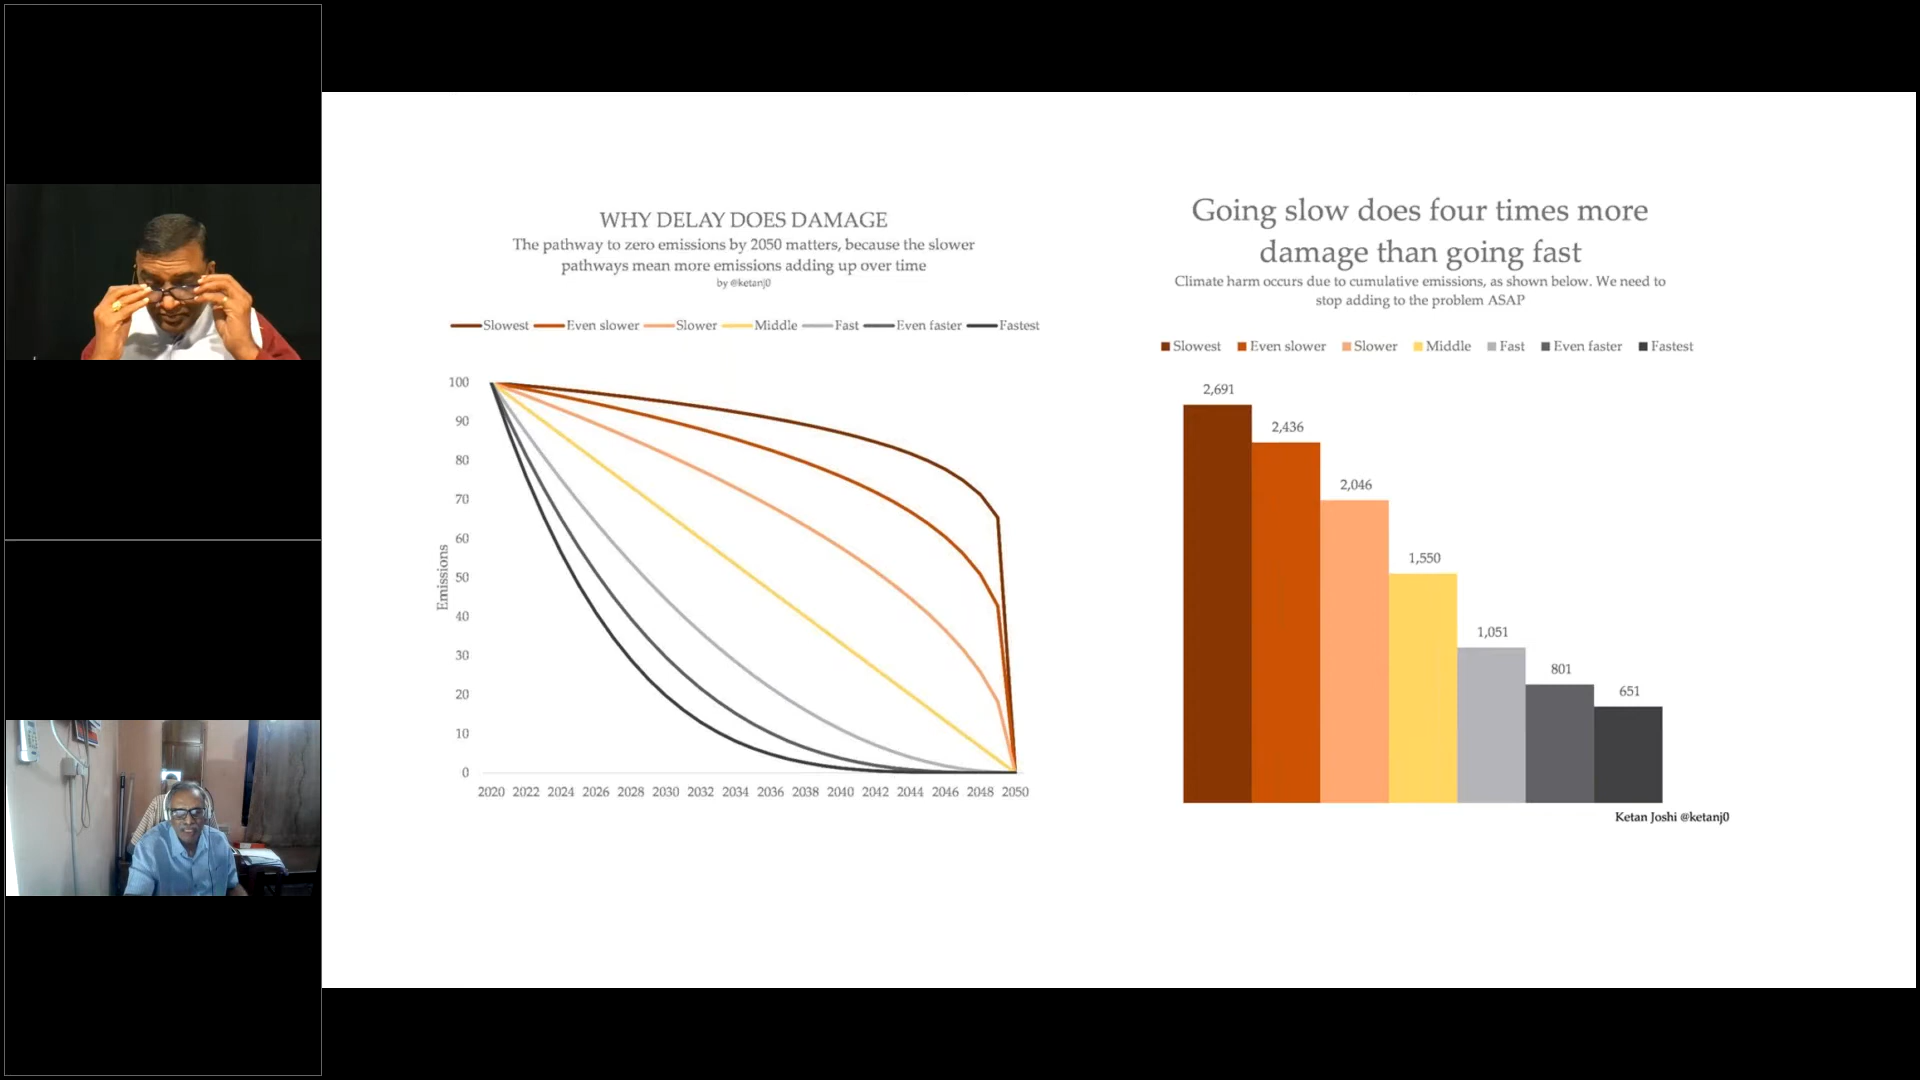 WHY DELAY DOES DAMAGE
The pathway to zero emissions by 2050 matters, because the slower
pathways mean more emissions adding up over time
by @ketanj0
Slowest Even slower Slower Middle Fast Even faster Fastest
100
90
80
70
60
50
40
30
20
10
0
Emissions
2020 2022 2024 2026 2028 2030 2032 2034 2036 2038 2040 2042 2044 2046 2048 2050
Going slow does four times more
damage than going fast
Climate harm occurs due to cumulative emissions, as shown below. We need to
stop adding to the problem ASAP
Slowest Even slower Slower Middle Fast Even faster Fastest
2,691
2,436
2,046
1,550
1,051
801
651
Ketan Joshi @ketanj0